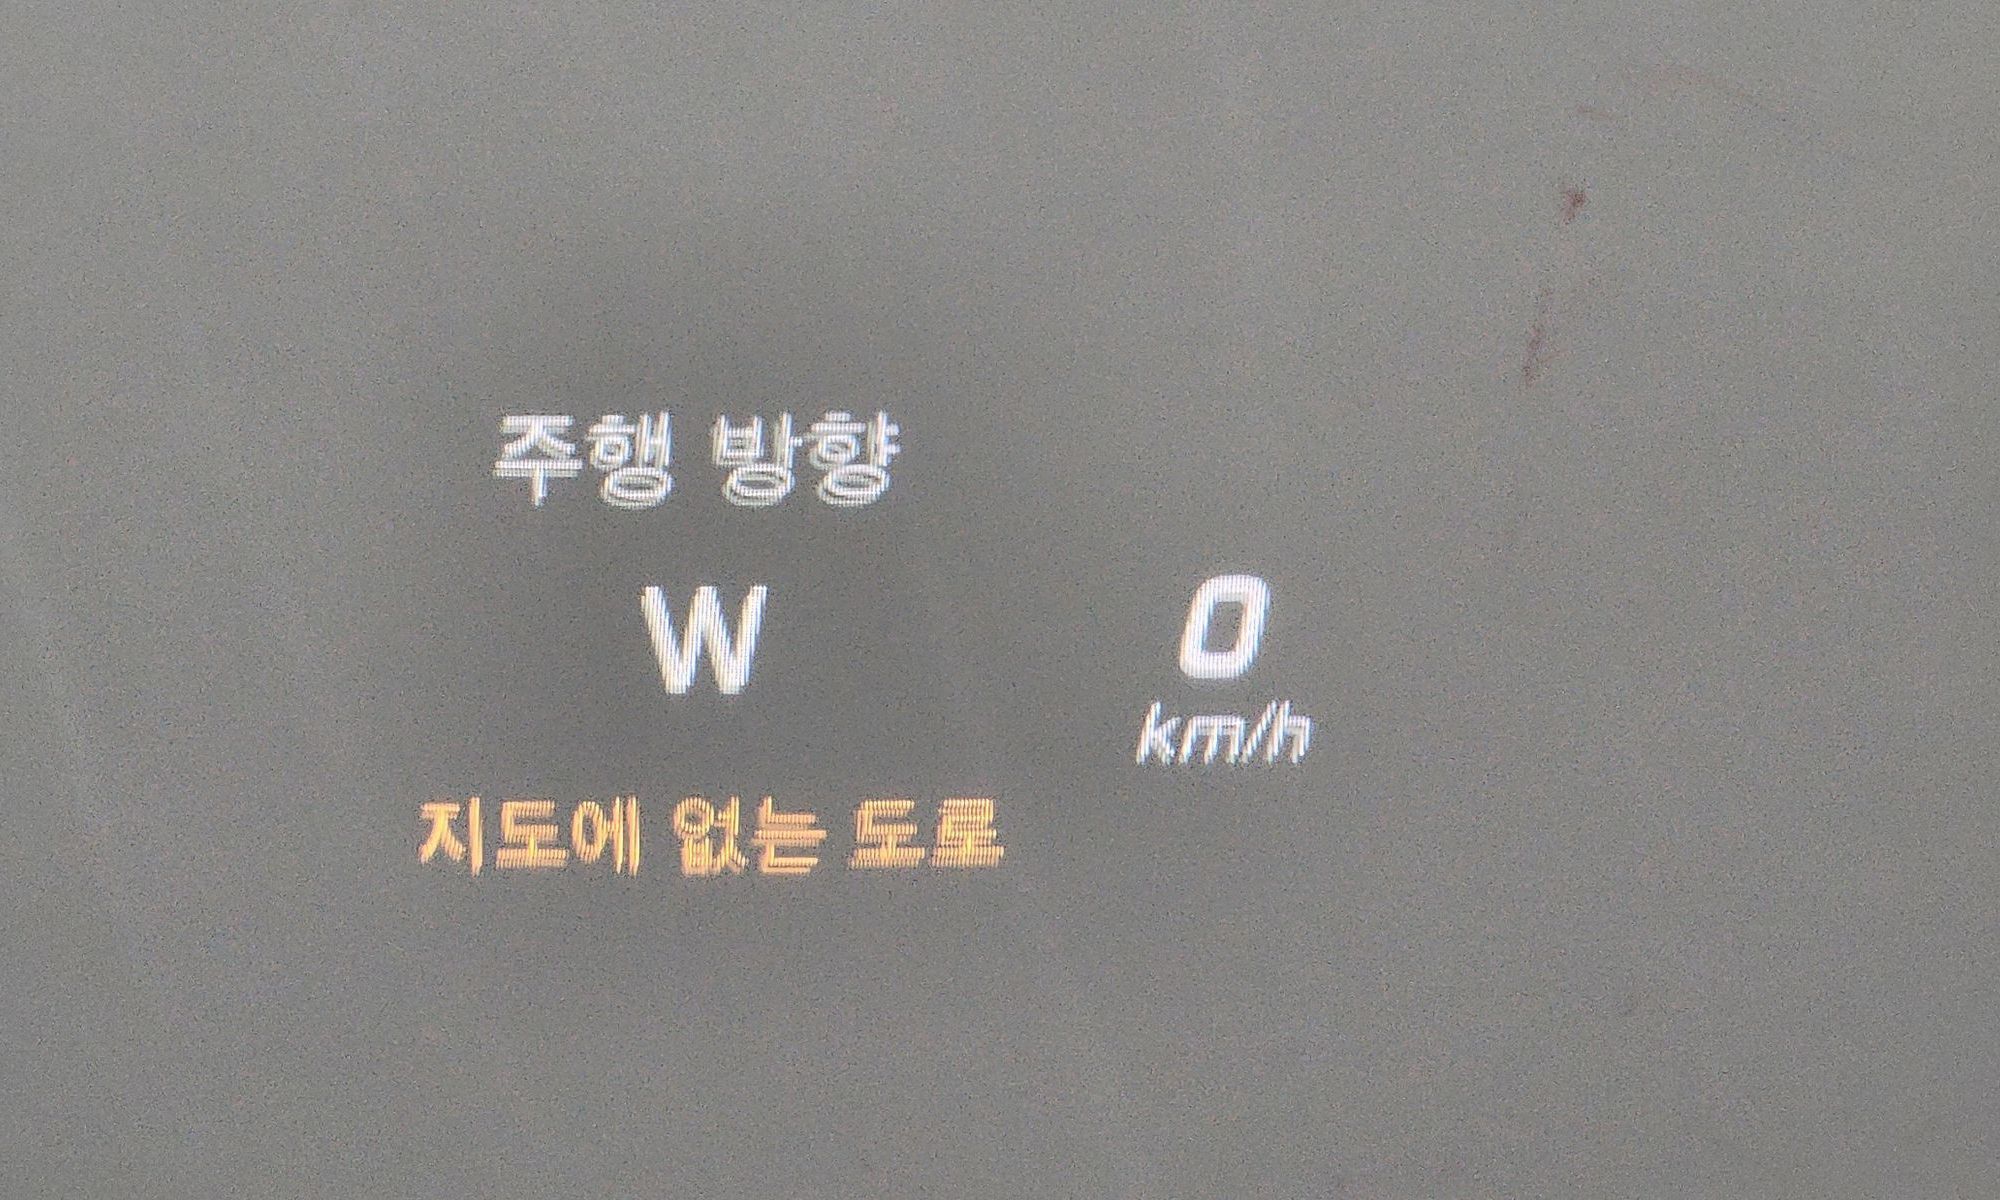 주행 방향
W
0
km/h
지도에 없는 도로